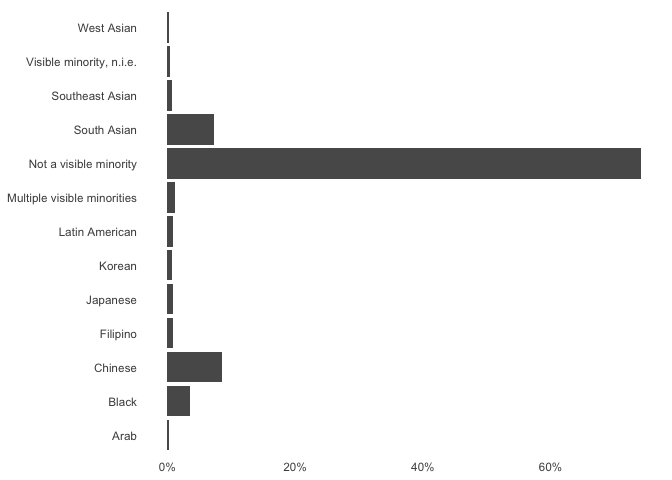 West Asian
Visible minority, n.i.e.
Southeast Asian
South Asian
Not a visible minority
Multiple visible minorities
Latin American
Korean
Japanese
Filipino
Chinese
Black
Arab
0% 20% 40% 60%